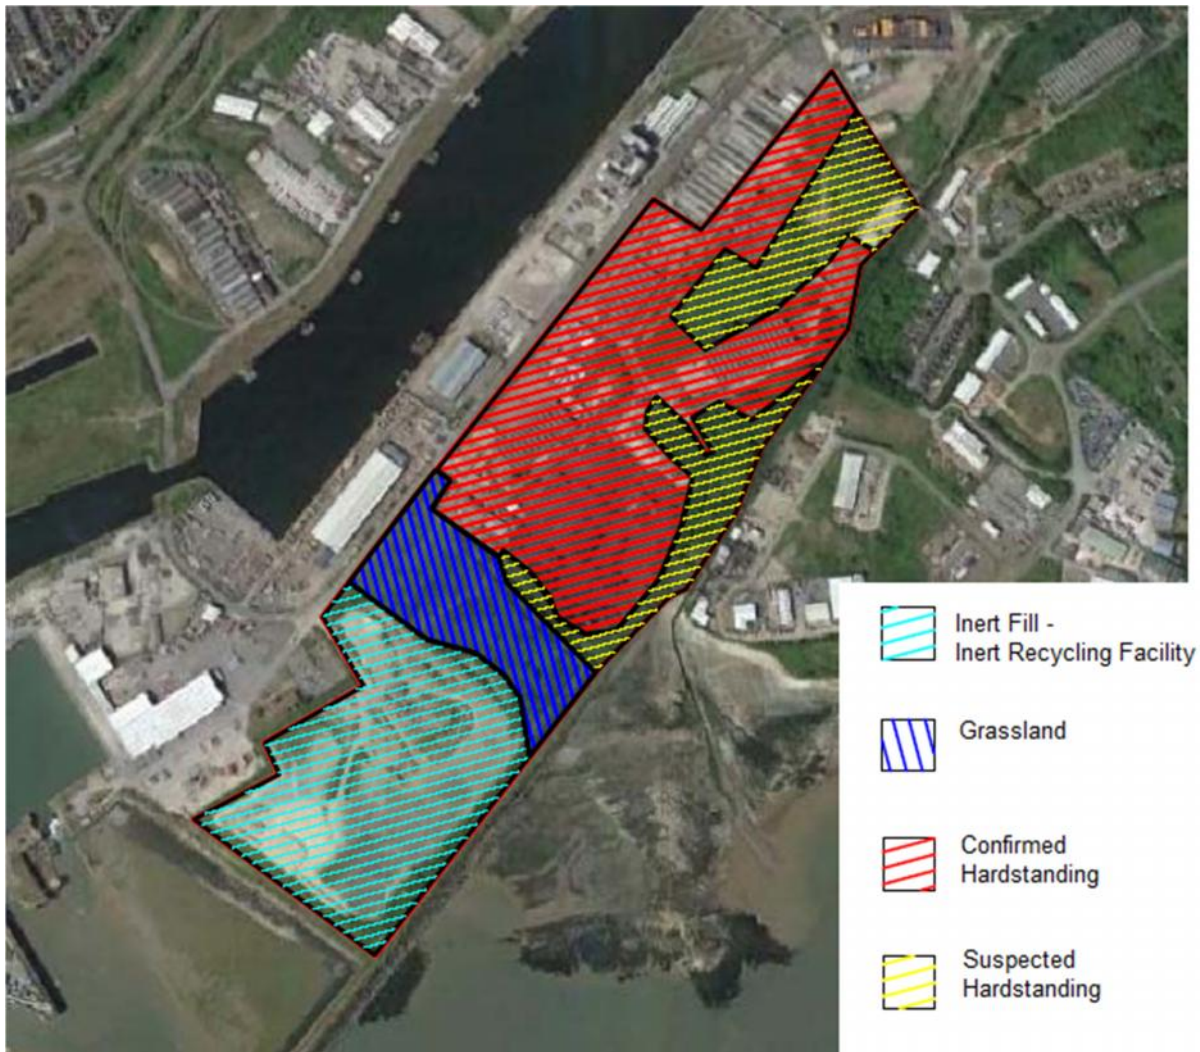 Inert Fill -
Inert Recycling Facility
Grassland
Confirmed
Hardstanding
Suspected
Hardstanding